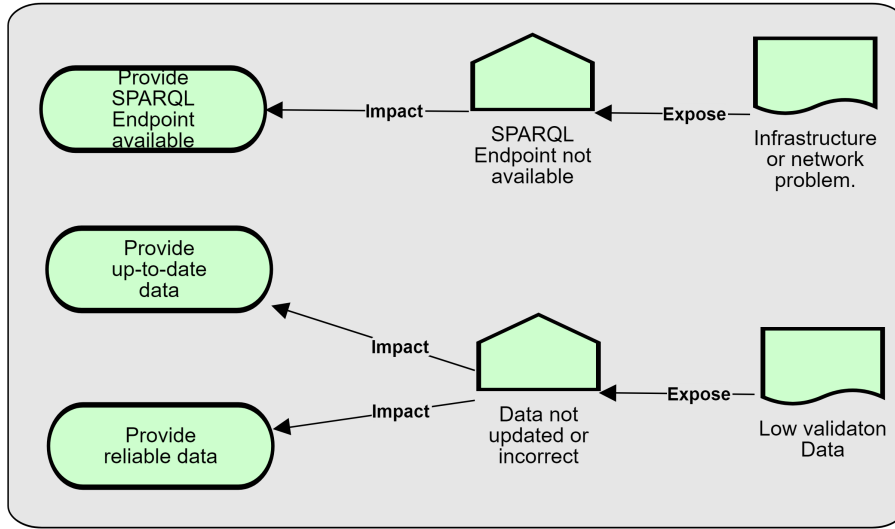 Provide
SPARQL
Endpoint
available
Impact
SPARQL
Endpoint not
available
Expose
Infrastructure
or network
problem.
Provide
up-to-date
data
Impact
Impact
Data not
updated or
incorrect
Expose
Low validaton
Data
Provide
reliable data